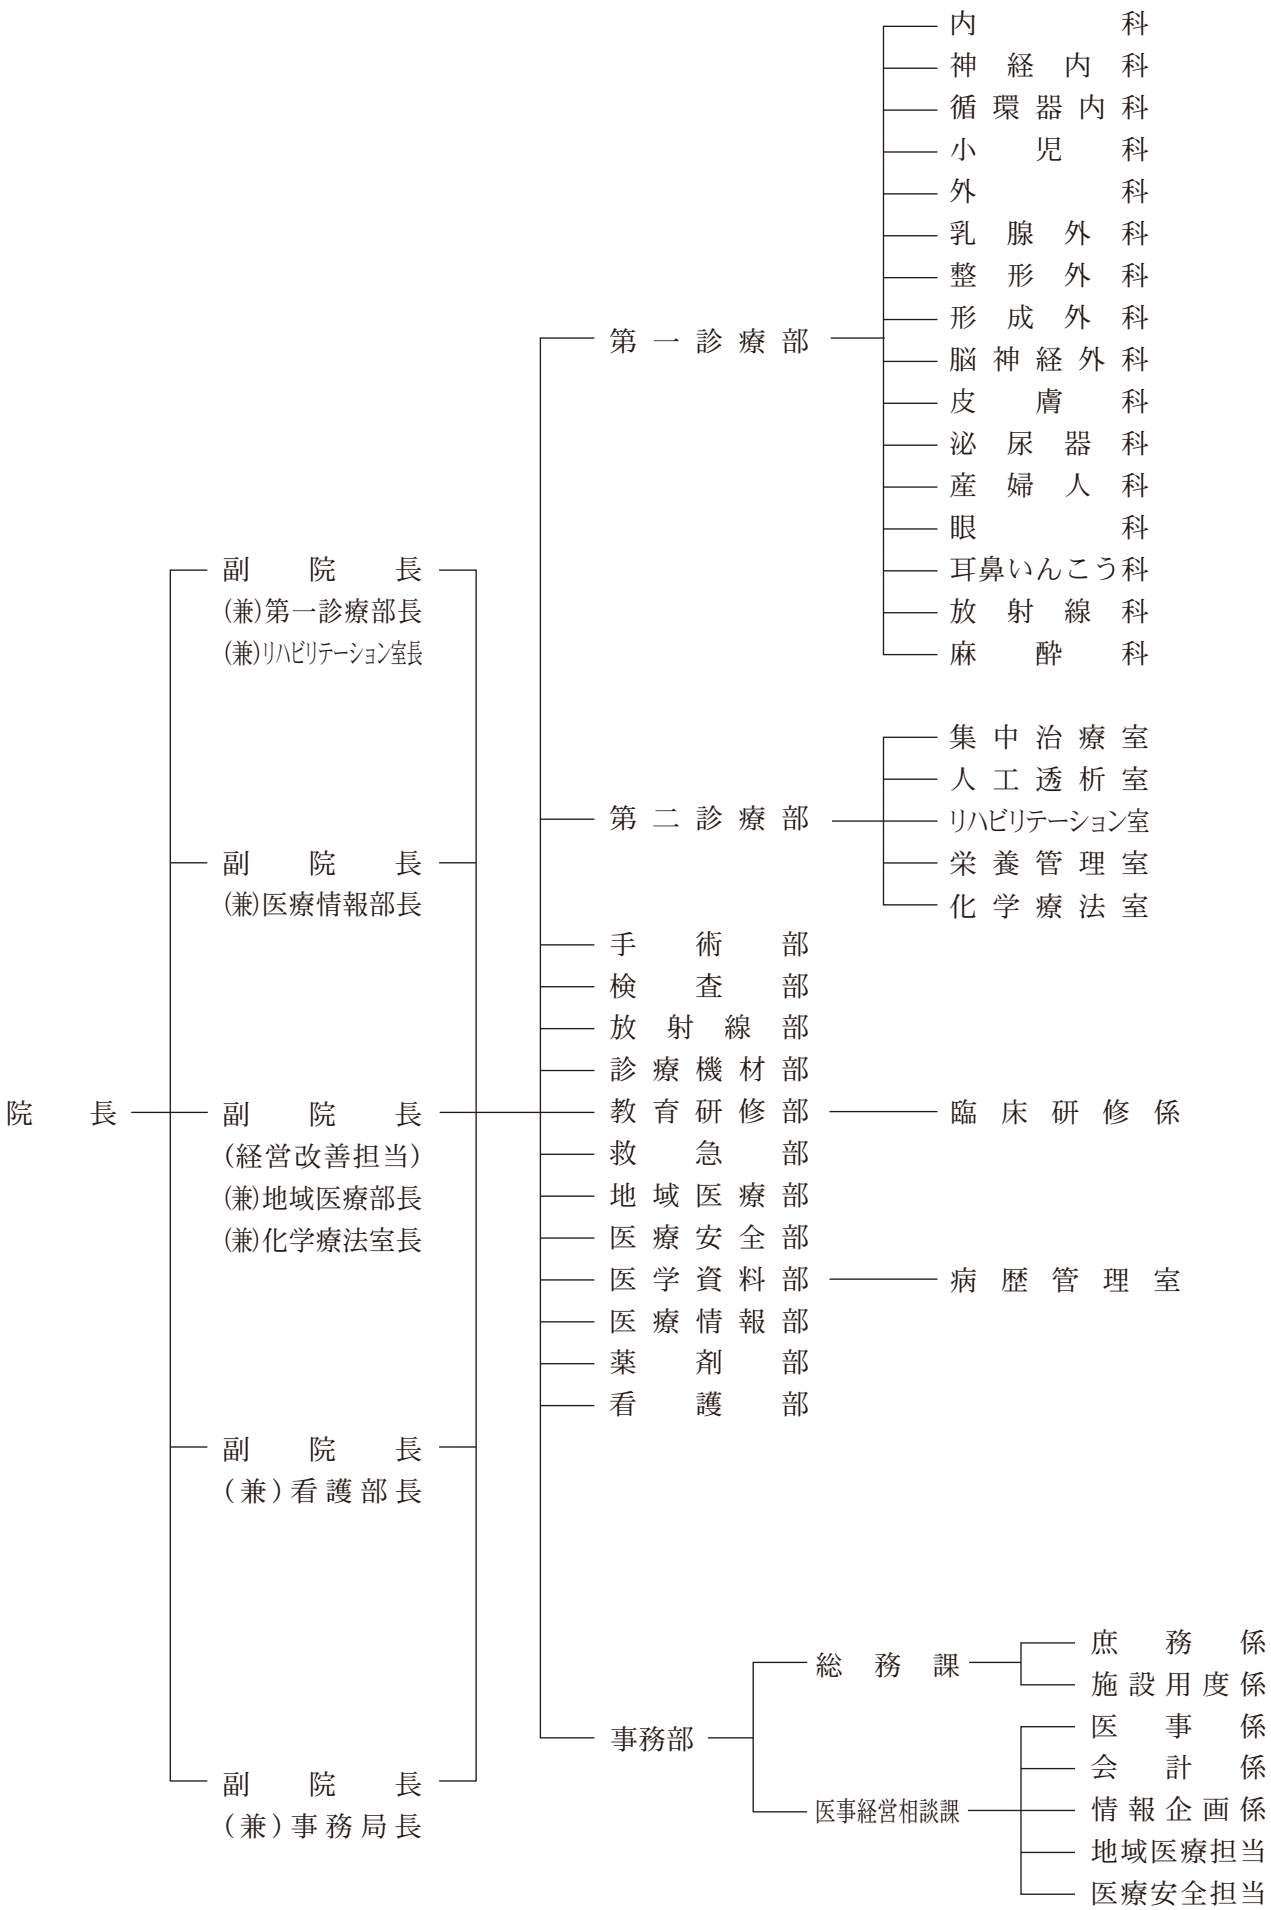 院長
副院長
(兼)第一診療部長
(兼)リハビリテーション室長
副院長
(兼)医療情報部長
副院長
(経営改善担当)
(兼)地域医療部長
(兼)化学療法室長
副院長
(兼)看護部長
副院長
(兼)事務局長
第一診療部
内科
神経内科
循環器内科
小児科
外科
乳腺外科
整形外科
形成外科
脳神経外科
皮膚科
泌尿器科
産婦人科
眼科
耳鼻いんこう科
放射線科
麻酔科
第二診療部
集中治療室
人工透析室
リハビリテーション室
栄養管理室
化学療法室
手術部
検査部
放射線部
診療機材部
教育研修部
臨床研修係
救急部
地域医療部
医療安全部
医学資料部
病歴管理室
医療情報部
薬剤部
看護部
事務部
総務課
庶務係
施設用度係
医事経営相談課
医事係
会計係
情報企画係
地域医療担当
医療安全担当